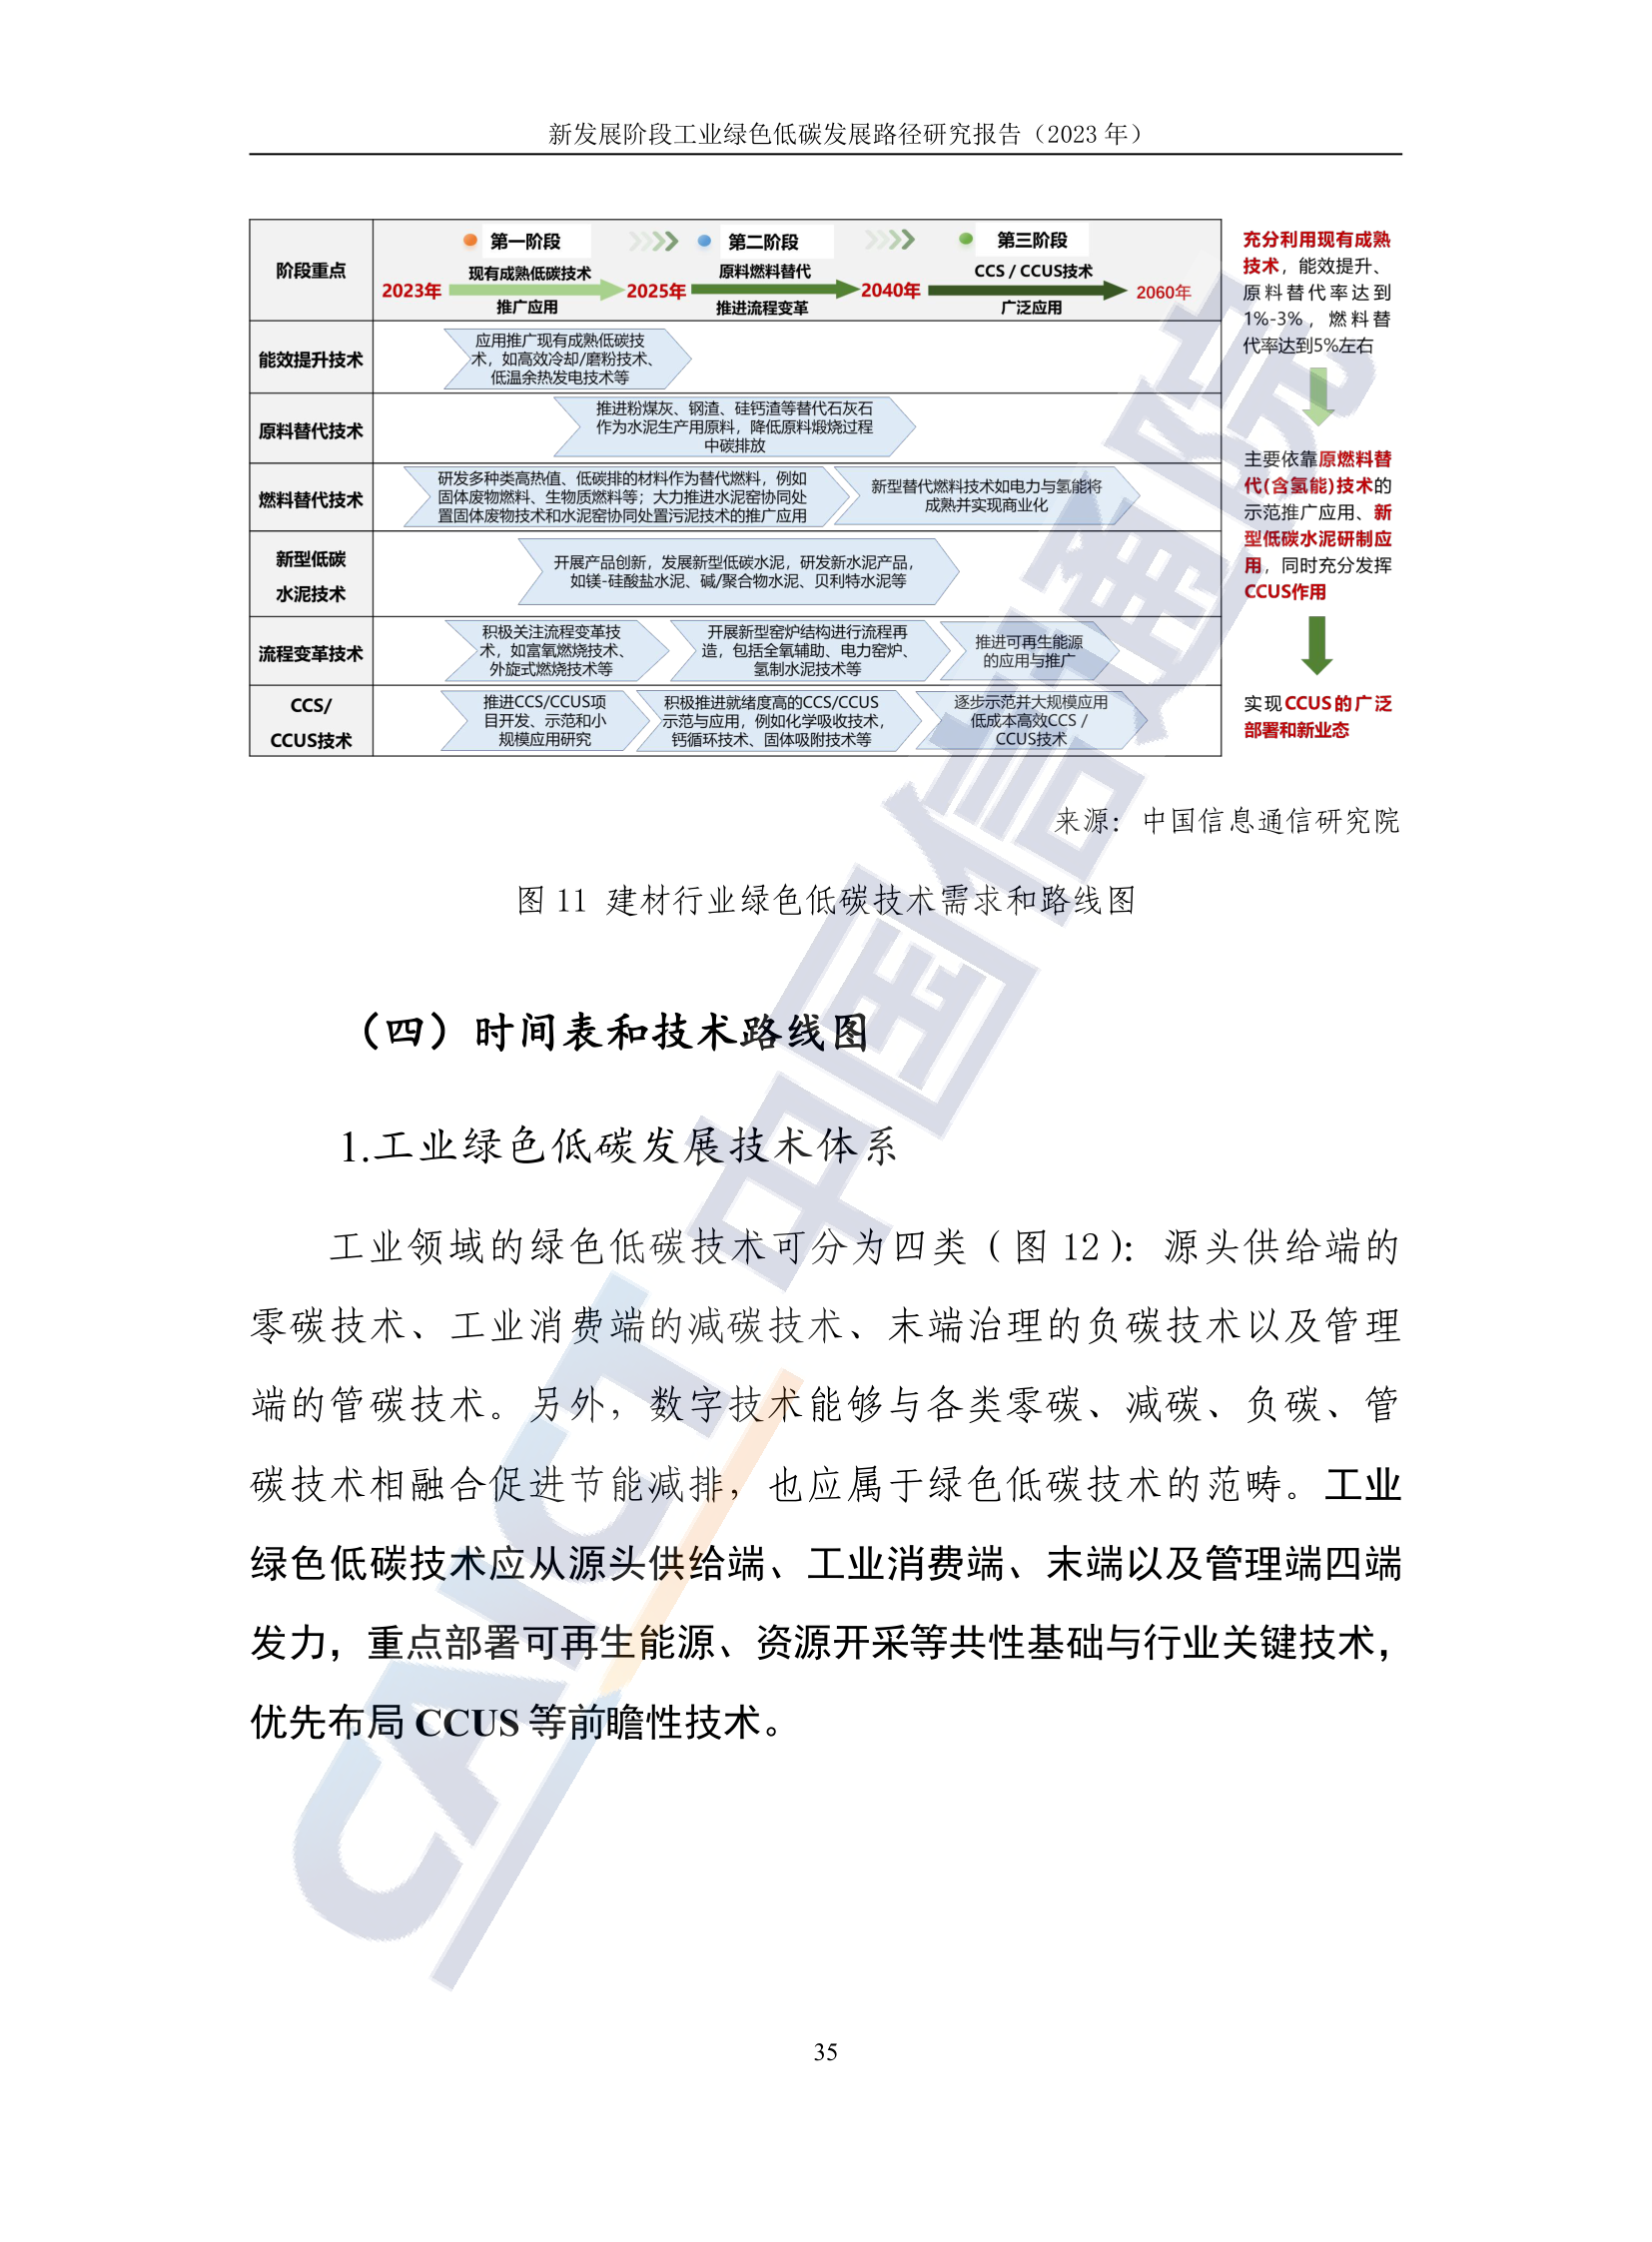 新发展阶段工业绿色低碳发展路径研究报告（2023 年）
阶段重点
第一阶段
第二阶段
第三阶段
现有成熟低碳技术
原料燃料替代
CCS / CCUS技术
2023年
2025年
2040年
2060年
推广应用
推进流程变革
广泛应用
能效提升技术
应用推广现有成熟低碳技
术，如高效冷却/磨粉技术、
低温余热发电技术等
原料替代技术
推进粉煤灰、钢渣、硅钙渣等替代石灰石
作为水泥生产用原料，降低原料煅烧过程
中碳排放
燃料替代技术
研发多种类高热值、低碳排的材料作为替代燃料，例如
固体废物燃料、生物质燃料等；大力推进水泥窑协同处
置固体废物技术和水泥窑协同处置污泥技术的推广应用
新型替代燃料技术如电力与氢能将
成熟并实现商业化
新型低碳
水泥技术
开展产品创新，发展新型低碳水泥，研发新水泥产品，
如镁-硅酸盐水泥、碱/聚合物水泥、贝利特水泥等
流程变革技术
积极关注流程变革技
术，如富氧燃烧技术、
外旋式燃烧技术等
开展新型窑炉结构进行流程再
造，包括全氧辅助、电力窑炉、
氢制水泥技术等
推进可再生能源
的应用与推广
CCS/
CCUS技术
推进CCS/CCUS项
目开发、示范和小
规模应用研究
积极推进就绪度高的CCS/CCUS
示范与应用，例如化学吸收技术，
钙循环技术、固体吸附技术等
逐步示范并大规模应用
低成本高效CCS /
CCUS技术
充分利用现有成熟
技术，能效提升、
原料替代率达到
1%-3%，燃料替
代率达到5%左右
主要依靠原燃料替
代(含氢能)技术的
示范推广应用、新
型低碳水泥研制应
用，同时充分发挥
CCUS作用
实现CCUS的广泛
部署和新业态
来源：中国信息通信研究院
图 11 建材行业绿色低碳技术需求和路线图
（四）时间表和技术路线图
1.工业绿色低碳发展技术体系
工业领域的绿色低碳技术可分为四类（图 12）：源头供给端的
零碳技术、工业消费端的减碳技术、末端治理的负碳技术以及管理
端的管碳技术。另外，数字技术能够与各类零碳、减碳、负碳、管
碳技术相融合促进节能减排，也应属于绿色低碳技术的范畴。工业
绿色低碳技术应从源头供给端、工业消费端、末端以及管理端四端
发力，重点部署可再生能源、资源开采等共性基础与行业关键技术，
优先布局 CCUS 等前瞻性技术。
CAICT 中国信通院
35